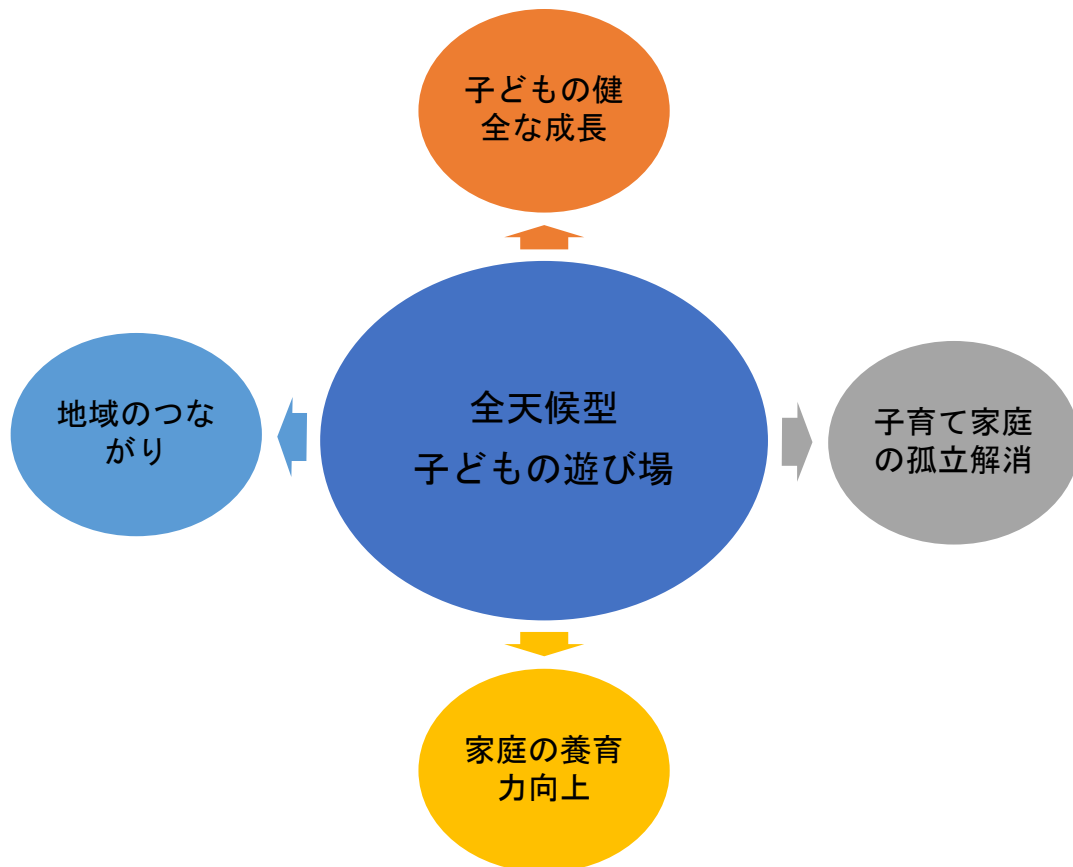 子どもの健
全な成長
地域のつな
がり
全天候型
子どもの遊び場
子育て家庭
の孤立解消
家庭の養育
力向上